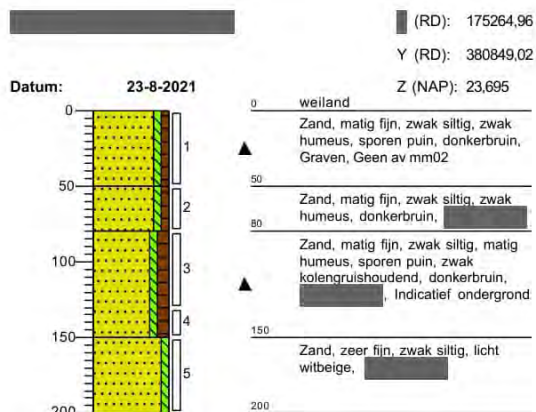 (RD): 175264,96
Y (RD): 380849,02
Datum: 23-8-2021
Z (NAP): 23,695
0
0 weiland
Zand, matig fijn, zwak siltig, zwak
humeus, sporen puin, donkerbruin,
Graven, Geen av mm02
1
50
50
Zand, matig fijn, zwak siltig, zwak
humeus, donkerbruin,
2
80
Zand, matig fijn, zwak siltig, matig
humeus, sporen puin, zwak
kolengruishoudend, donkerbruin,
, Indicatief ondergrond
100
3
4
150
150
Zand, zeer fijn, zwak siltig, licht
witbeige,
5
200
200